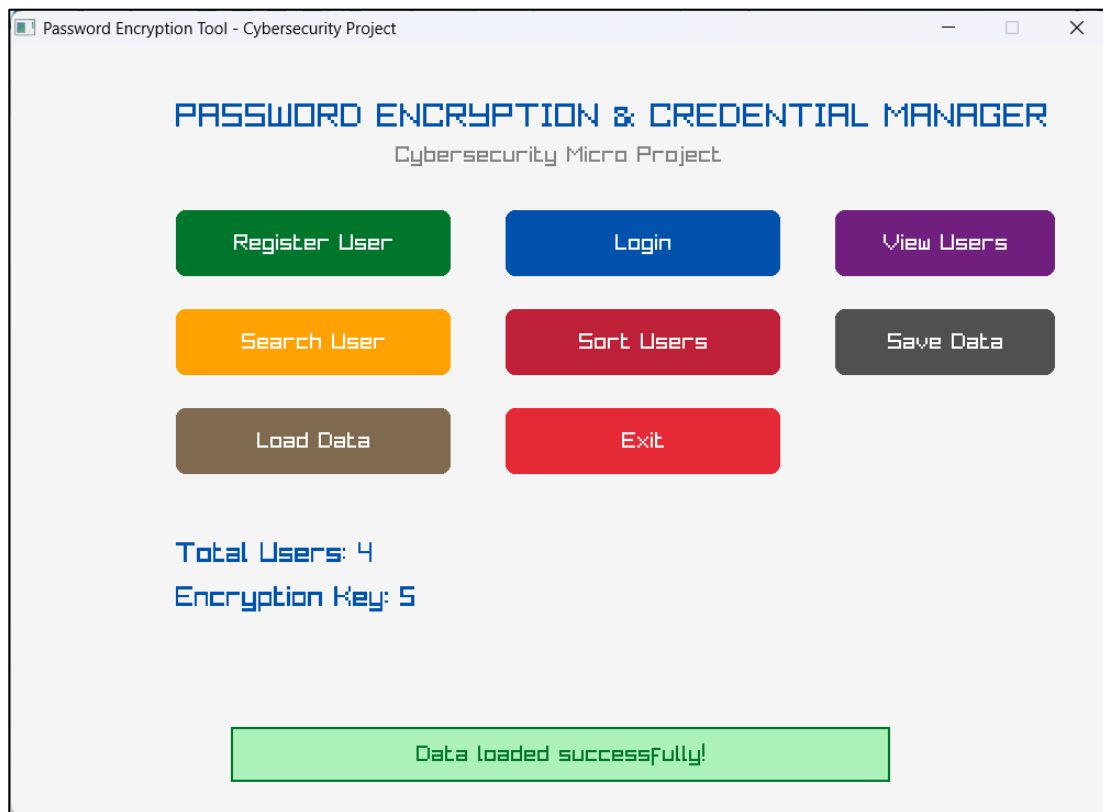 Password Encryption Tool - Cybersecurity Project
PASSWORD ENCRYPTION & CREDENTIAL MANAGER
Cybersecurity Micro Project
Register User
Login
View Users
Search User
Sort Users
Save Data
Load Data
Exit
Total Users: 4
Encryption Key: 5
Data loaded successfully!